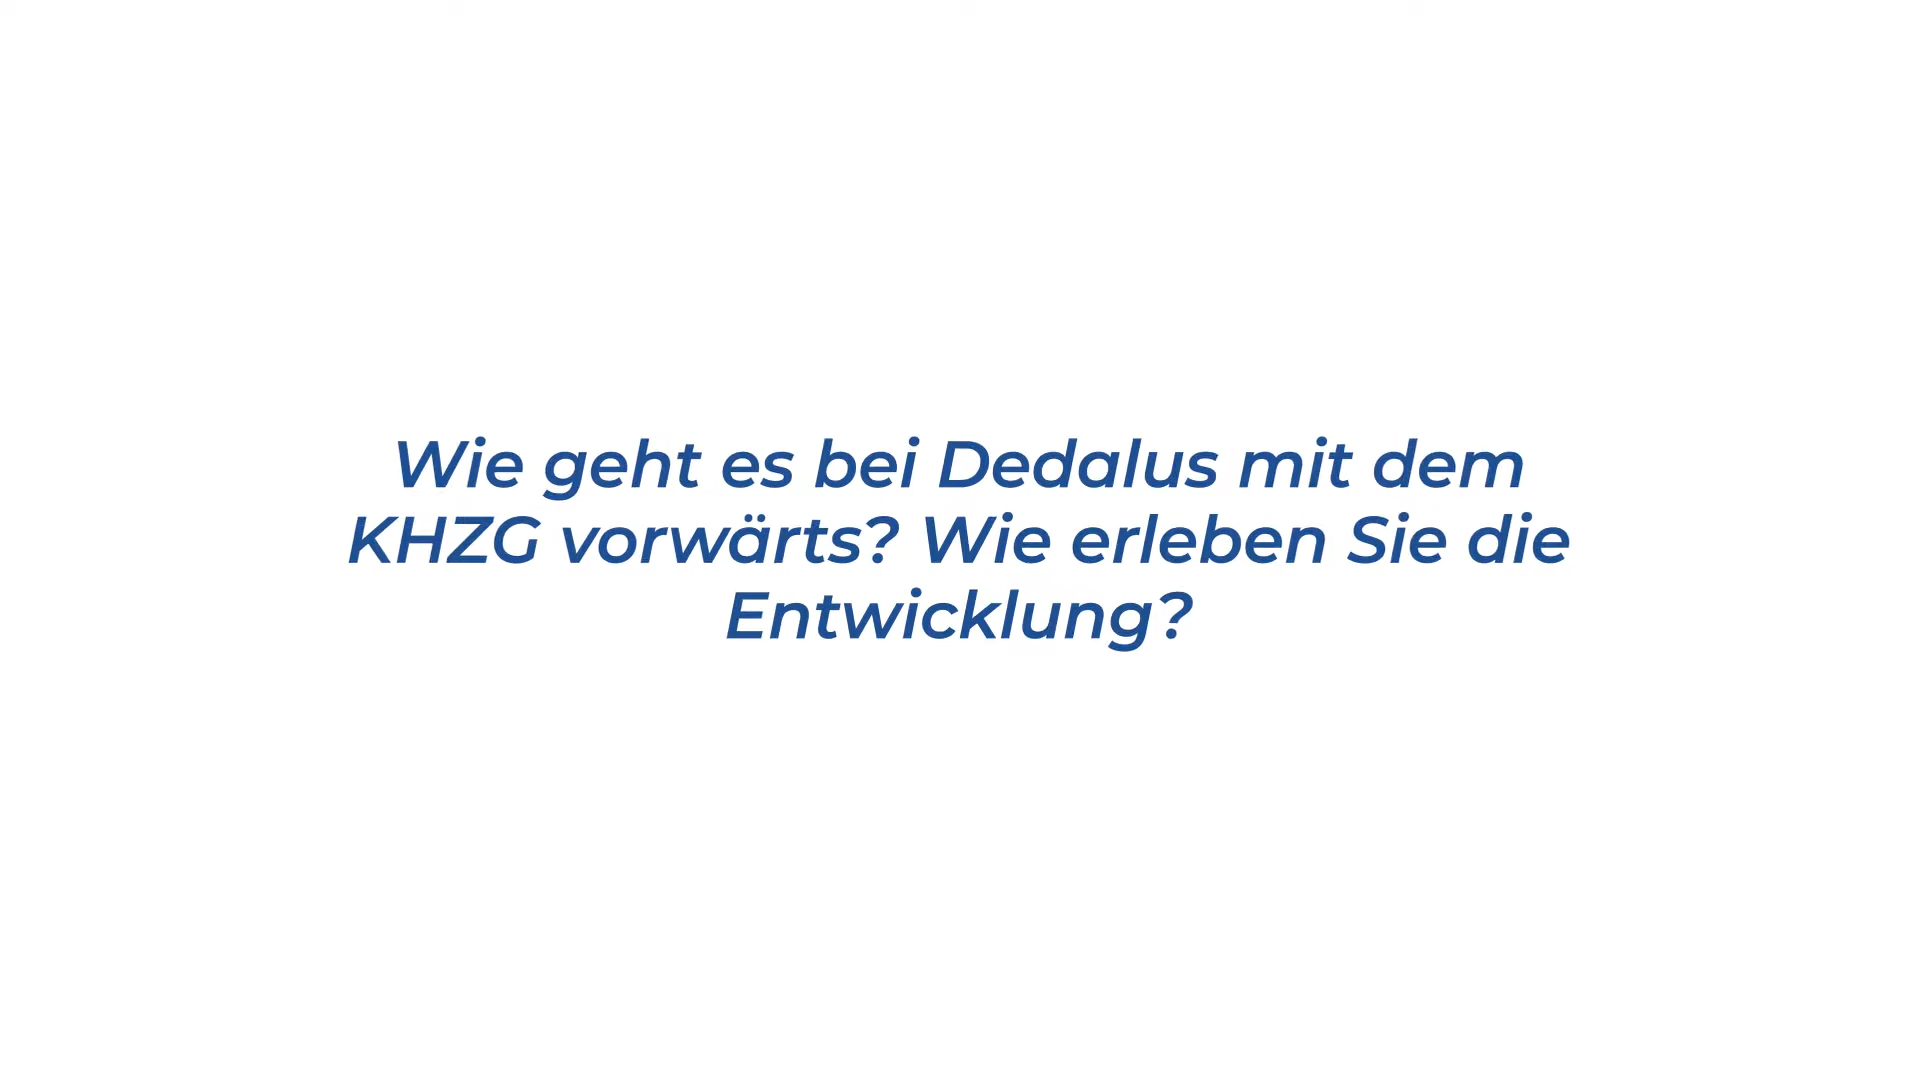 Wie geht es bei Dedalus mit dem
KHZG vorwärts? Wie erleben Sie die
Entwicklung?